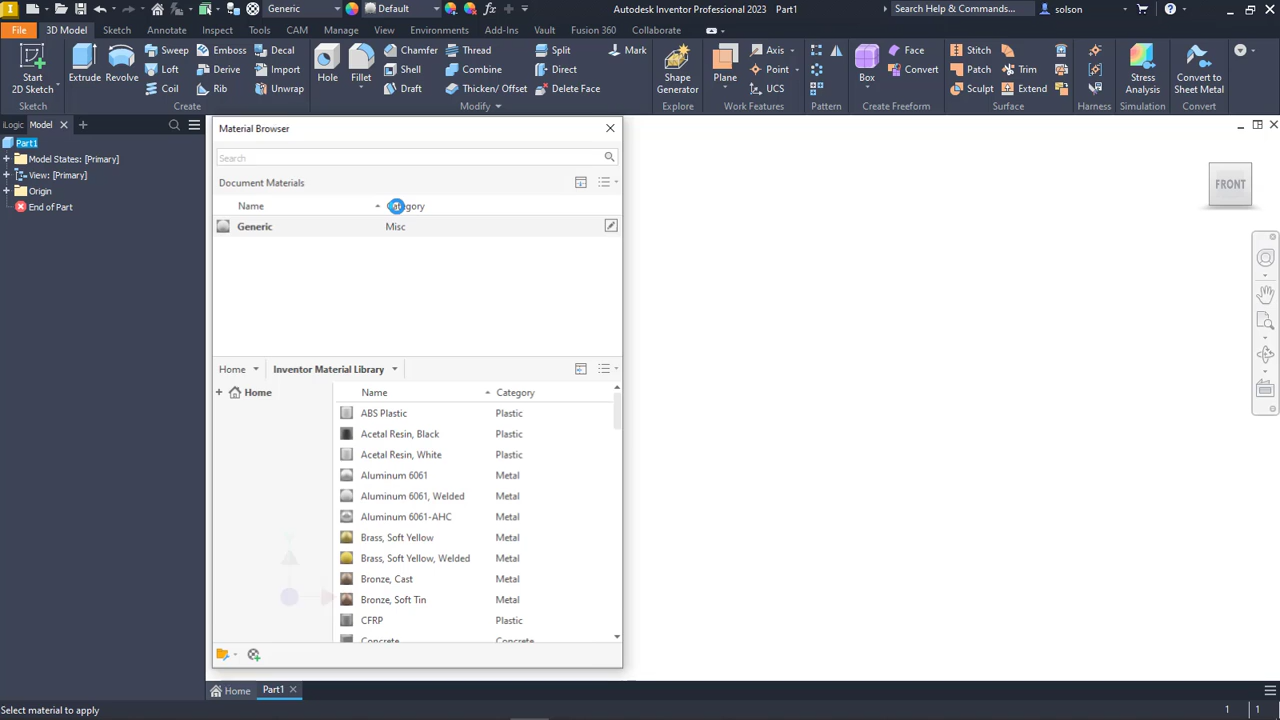 Generic Default Autodesk Inventor Professional 2023 Part1 Search Help & Commands... solson
File 3D Model Sketch Annotate Inspect Tools Manage View Environments Add-Ins Vault Fusion 360 Collaborate
Start 2D Sketch Extrude Revolve Sweep Emboss Decal Hole Fillet Chamfer Thread Split Mark Shape Generator Plane Axis Box Face Stitch Stress Analysis Convert to Sheet Metal
Loft Derive Import Shell Combine Direct Point Convert Patch Trim
Coil Rib Unwrap Draft Thicken/ Offset Delete Face UCS Sculpt Extend
Sketch Create Modify Explore Work Features Pattern Create Freeform Surface Harness Simulation Convert
iLogic Model
Part1
Model States: [Primary]
View: [Primary]
Origin
End of Part
Material Browser
Search
Document Materials
Name Category
Generic Misc
Home Inventor Material Library
Home
Name Category
ABS Plastic Plastic
Acetal Resin, Black Plastic
Acetal Resin, White Plastic
Aluminum 6061 Metal
Aluminum 6061, Welded Metal
Aluminum 6061-AHC Metal
Brass, Soft Yellow Metal
Brass, Soft Yellow, Welded Metal
Bronze, Cast Metal
Bronze, Soft Tin Metal
CFRP Plastic
Concrete Concrete
FRONT
Home Part1
Select material to apply 1 1